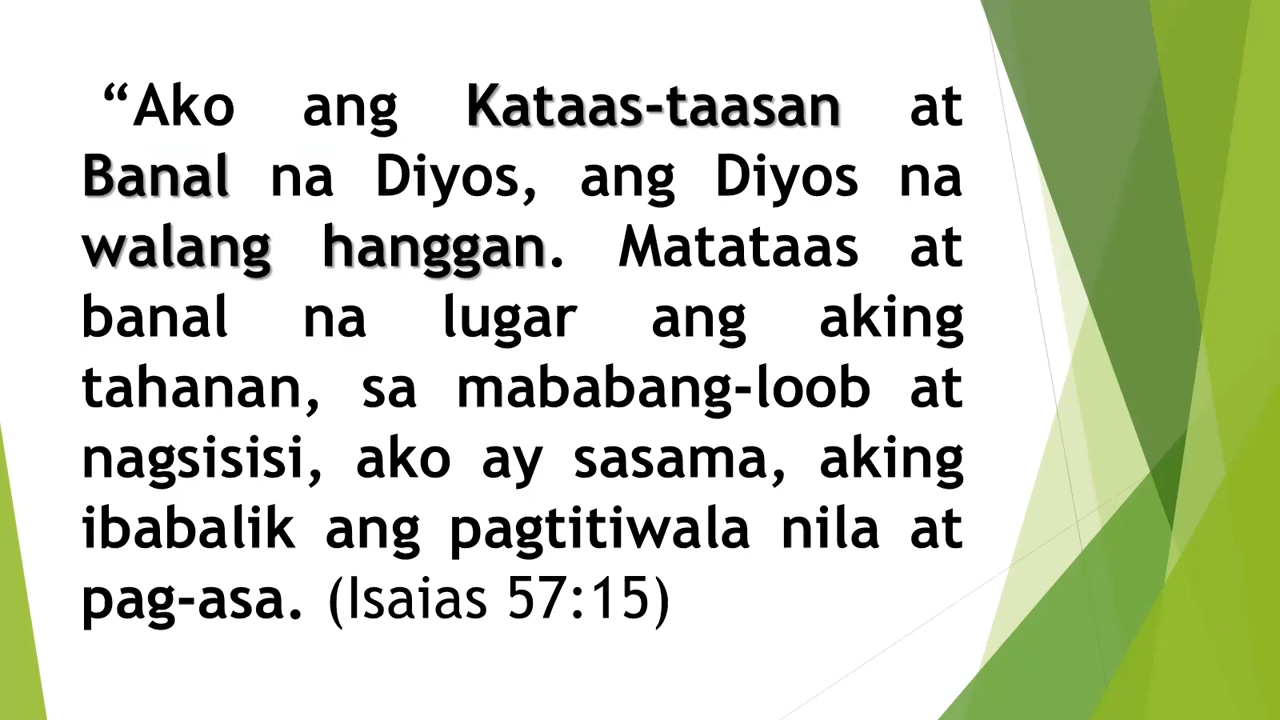 “Ako ang Kataas-taasan at
Banal na Diyos, ang Diyos na
walang hanggan. Matataas at
banal na lugar ang aking
tahanan, sa mababang-loob at
nagsisisi, ako ay sasama, aking
ibabalik ang pagtitiwala nila at
pag-asa. (Isaias 57:15)